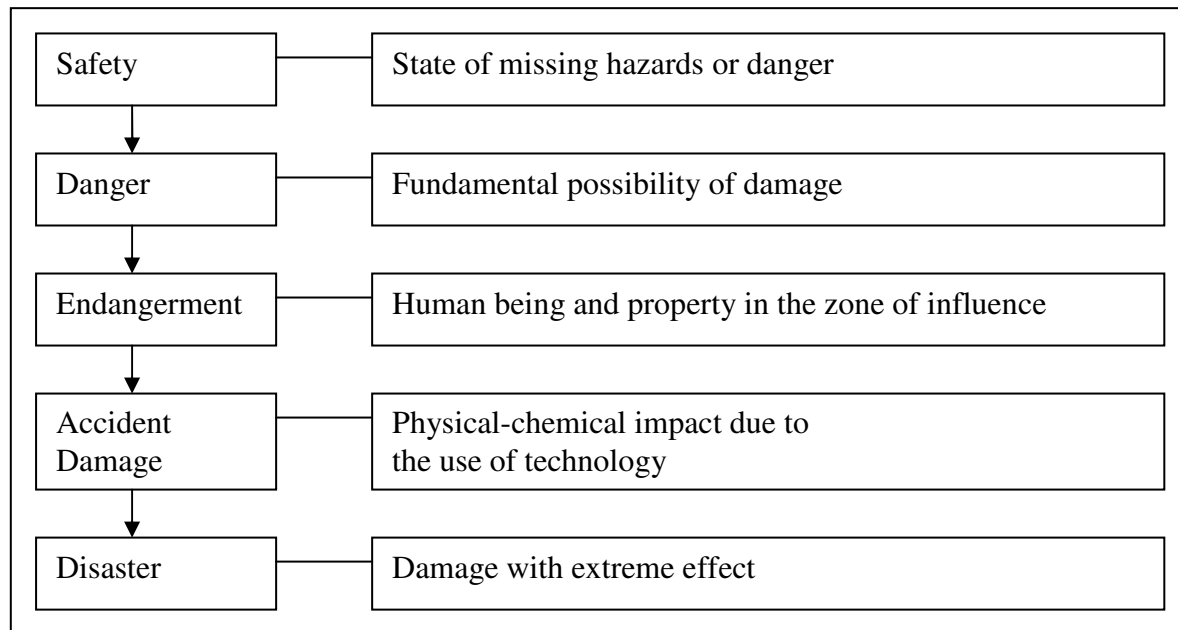 Safety
State of missing hazards or danger
Danger
Fundamental possibility of damage
Endangerment
Human being and property in the zone of influence
Accident
Damage
Physical-chemical impact due to
the use of technology
Disaster
Damage with extreme effect